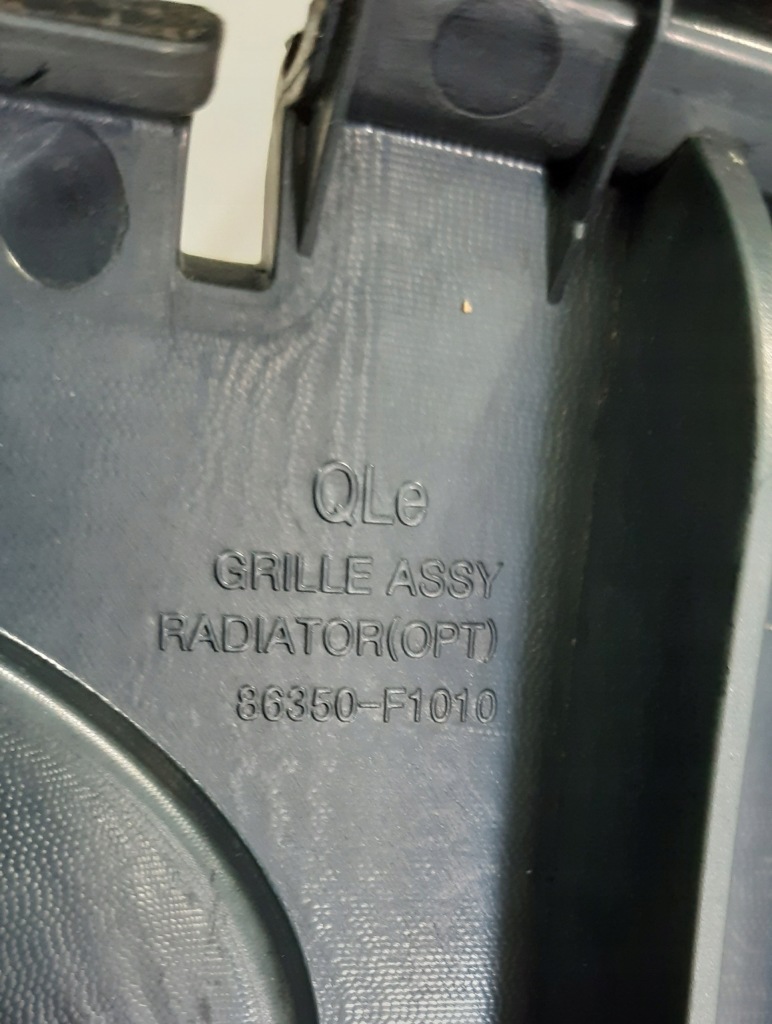 QLe
GRILLE ASSY
RADIATOR(OPT)
86350-F1010